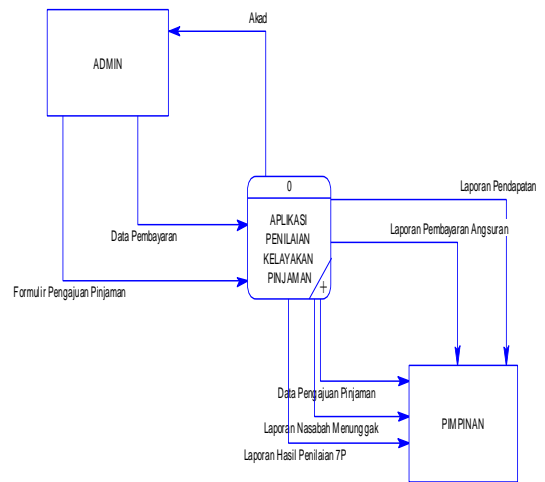 Akad
ADMIN
0
APLIKASI
PENILAIAN
KELAYAKAN
PINJAMAN
+
Laporan Pendapatan
Laporan Pembayaran Angsuran
Data Pembayaran
Formulir Pengajuan Pinjaman
Data Pengajuan Pinjaman
Laporan Nasabah Menunggak
Laporan Hasil Penilaian 7P
PIMPINAN